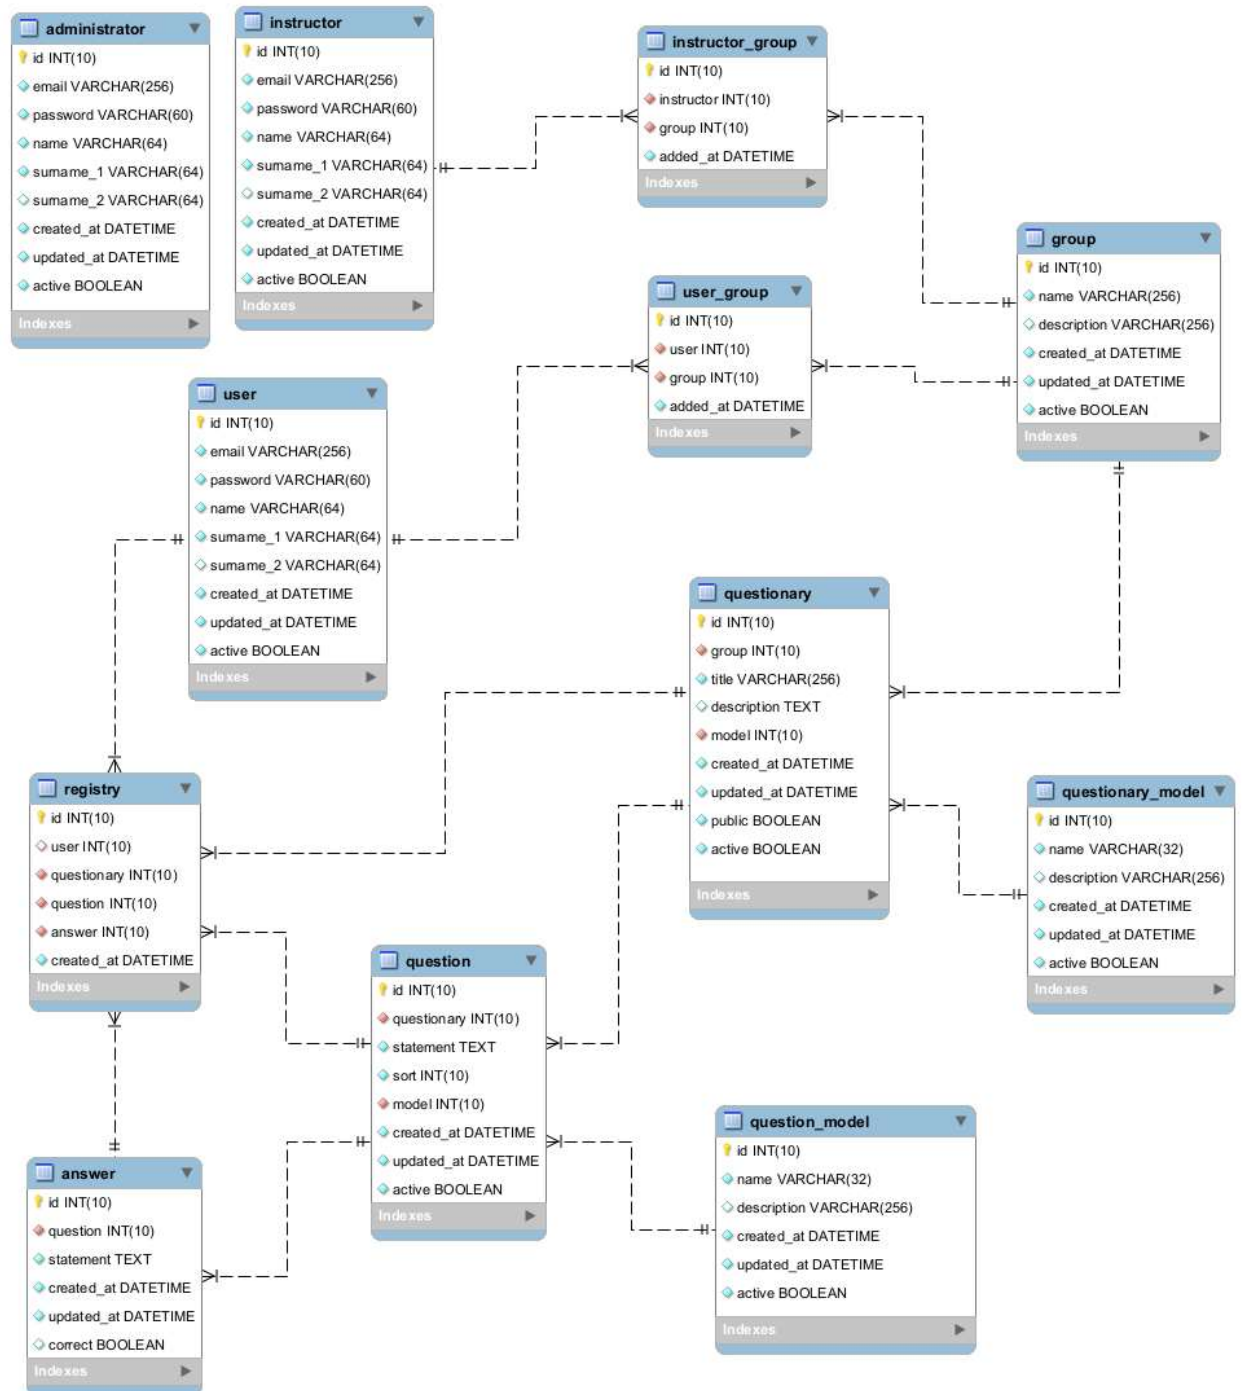 administrator
id INT(10)
email VARCHAR(256)
password VARCHAR(60)
name VARCHAR(64)
surname_1 VARCHAR(64)
surname_2 VARCHAR(64)
created_at DATETIME
updated_at DATETIME
active BOOLEAN
Indexes
instructor
id INT(10)
email VARCHAR(256)
password VARCHAR(60)
name VARCHAR(64)
surname_1 VARCHAR(64)
surname_2 VARCHAR(64)
created_at DATETIME
updated_at DATETIME
active BOOLEAN
Indexes
instructor_group
id INT(10)
instructor INT(10)
group INT(10)
added_at DATETIME
Indexes
group
id INT(10)
name VARCHAR(256)
description VARCHAR(256)
created_at DATETIME
updated_at DATETIME
active BOOLEAN
Indexes
user_group
id INT(10)
user INT(10)
group INT(10)
added_at DATETIME
Indexes
user
id INT(10)
email VARCHAR(256)
password VARCHAR(60)
name VARCHAR(64)
surname_1 VARCHAR(64)
surname_2 VARCHAR(64)
created_at DATETIME
updated_at DATETIME
active BOOLEAN
Indexes
questionary
id INT(10)
group INT(10)
title VARCHAR(256)
description TEXT
model INT(10)
created_at DATETIME
updated_at DATETIME
public BOOLEAN
active BOOLEAN
Indexes
registry
id INT(10)
user INT(10)
questionary INT(10)
question INT(10)
answer INT(10)
created_at DATETIME
Indexes
questionary_model
id INT(10)
name VARCHAR(32)
description VARCHAR(256)
created_at DATETIME
updated_at DATETIME
active BOOLEAN
Indexes
question
id INT(10)
questionary INT(10)
statement TEXT
sort INT(10)
model INT(10)
created_at DATETIME
updated_at DATETIME
active BOOLEAN
Indexes
question_model
id INT(10)
name VARCHAR(32)
description VARCHAR(256)
created_at DATETIME
updated_at DATETIME
active BOOLEAN
Indexes
answer
id INT(10)
question INT(10)
statement TEXT
created_at DATETIME
updated_at DATETIME
correct BOOLEAN
Indexes